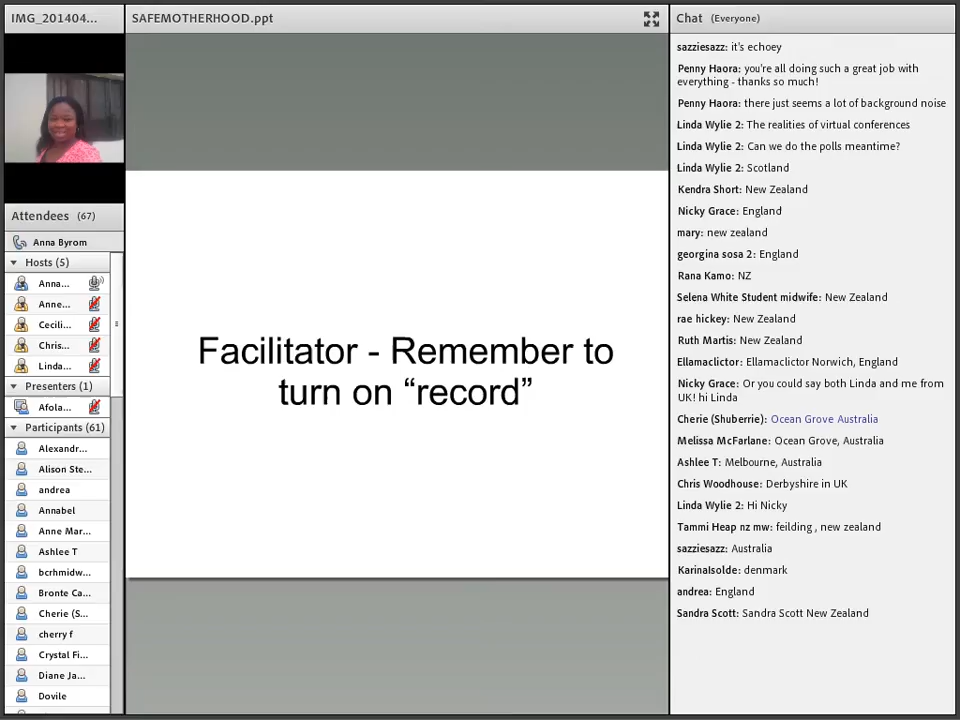 IMG_201404...
SAFEMOTHERHOOD.ppt
Attendees (67)
Anna Byrom
Hosts (5)
Anna...
Anne...
Cecili...
Chris...
Linda...
Presenters (1)
Afola...
Participants (61)
Alexandr...
Alison Ste...
andrea
Annabel
Anne Mar...
Ashlee T
bcrhmidw...
Bronte Ca...
Cherie (S...
cherry f
Crystal Fi...
Diane Ja...
Dovile
Facilitator - Remember to
turn on “record”
Chat (Everyone)
sazziesazz: it's echoey
Penny Haora: you're all doing such a great job with
everything - thanks so much!
Penny Haora: there just seems a lot of background noise
Linda Wylie 2: The realities of virtual conferences
Linda Wylie 2: Can we do the polls meantime?
Linda Wylie 2: Scotland
Kendra Short: New Zealand
Nicky Grace: England
mary: new zealand
georgina sosa 2: England
Rana Kamo: NZ
Selena White Student midwife: New Zealand
rae hickey: New Zealand
Ruth Martis: New Zealand
Ellamaclictor: Ellamaclictor Norwich, England
Nicky Grace: Or you could say both Linda and me from
UK! hi Linda
Cherie (Shuberrie): Ocean Grove Australia
Melissa McFarlane: Ocean Grove, Australia
Ashlee T: Melbourne, Australia
Chris Woodhouse: Derbyshire in UK
Linda Wylie 2: Hi Nicky
Tammi Heap nz mw: feilding , new zealand
sazziesazz: Australia
KarinaIsolde: denmark
andrea: England
Sandra Scott: Sandra Scott New Zealand